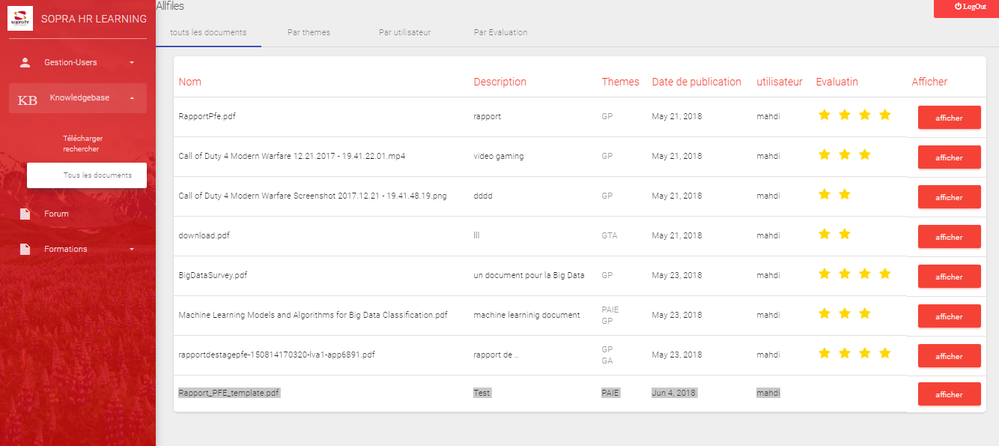 Allfiles
LogOut
sopra hr
SOPRA HR LEARNING
Gestion-Users
KB Knowledgebase
Télécharger
rechercher
Tous les documents
Forum
Formations
touts les documents Par themes Par utilisateur Par Evaluation
Nom Description Themes Date de publication utilisateur Evaluatin Afficher
RapportPfe.pdf rapport GP May 21, 2018 mahdi afficher
Call of Duty 4 Modern Warfare 12.21.2017 - 19.41.22.01.mp4 video gaming GP May 21, 2018 mahdi afficher
Call of Duty 4 Modern Warfare Screenshot 2017.12.21 - 19.41.48.19.png dddd GP May 21, 2018 mahdi afficher
download.pdf lll GTA May 21, 2018 mahdi afficher
BigDataSurvey.pdf un document pour la Big Data GP May 23, 2018 mahdi afficher
Machine Learning Models and Algorithms for Big Data Classification.pdf machine learninig document PAIE May 23, 2018 mahdi afficher
GP
rapportdestagepfe-150814170320-lva1-app6891.pdf rapport de .. GP May 23, 2018 mahdi afficher
GA
Rapport_PFE_template.pdf Test PAIE Jun 4, 2018 mahdi afficher